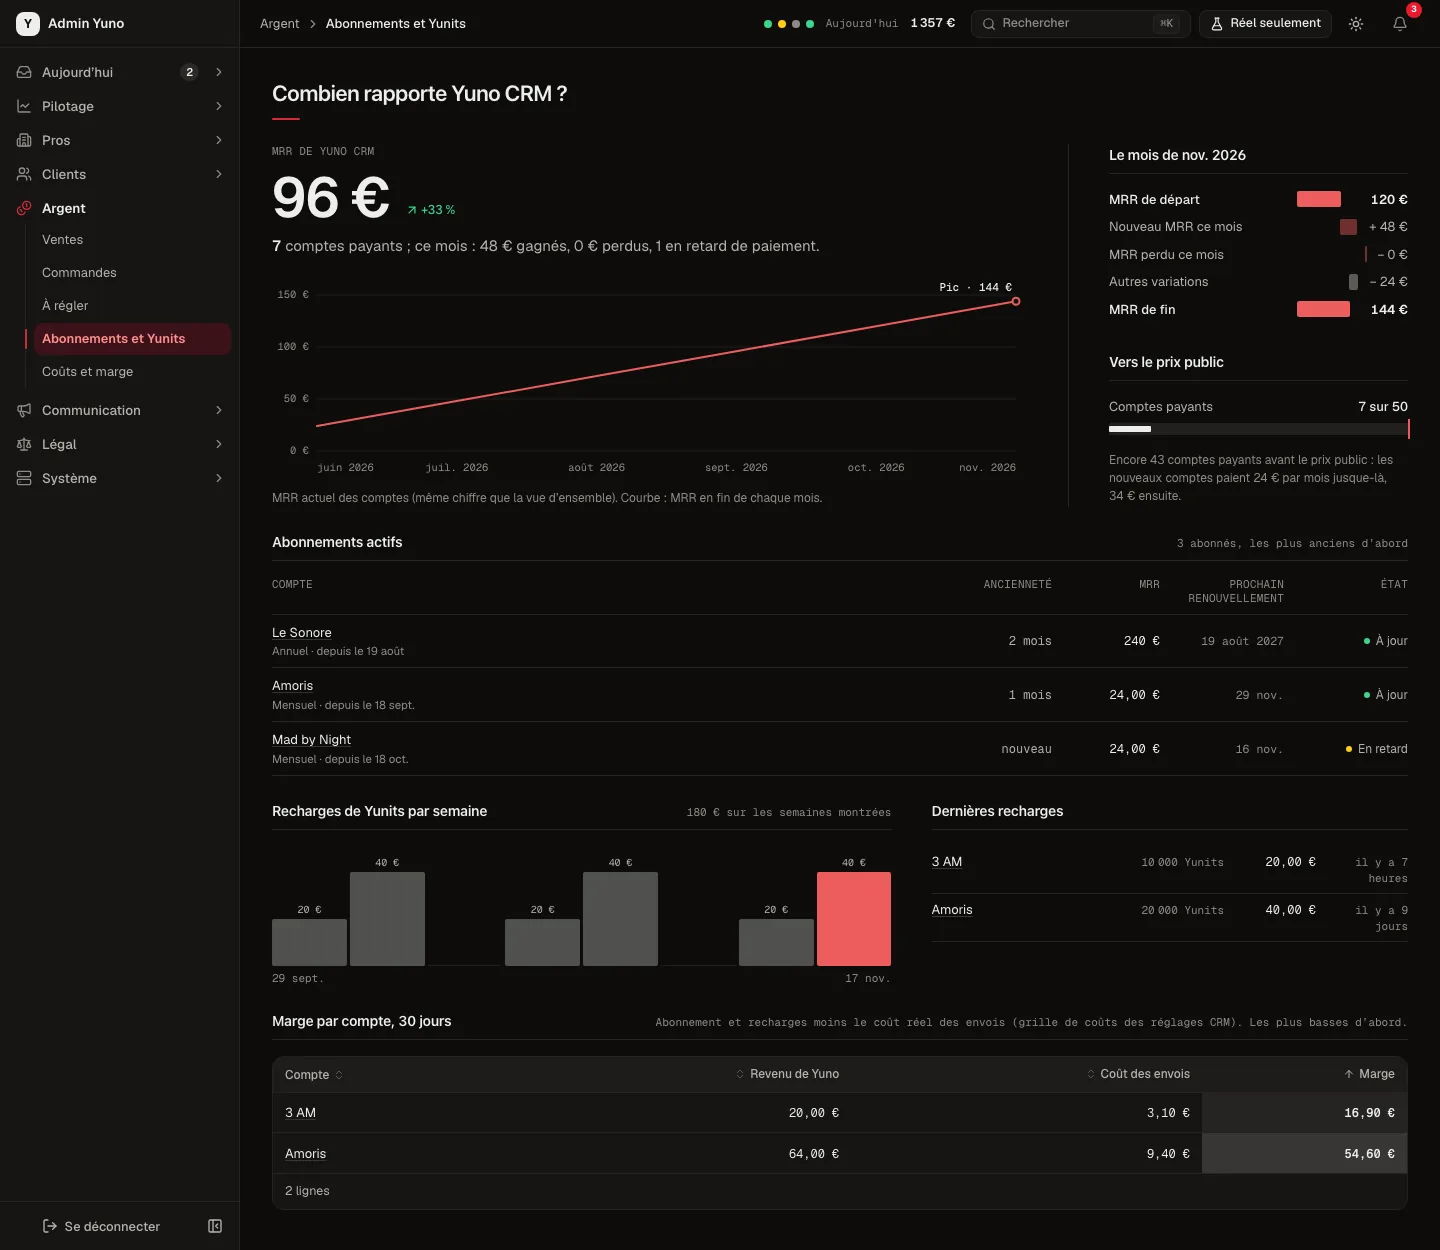 Y Admin Yuno
Argent > Abonnements et Yunits
Aujourd'hui 1 357 €
Rechercher ⌘K
Réel seulement
3
Aujourd'hui 2
Pilotage
Pros
Clients
Argent
Ventes
Commandes
À régler
Abonnements et Yunits
Coûts et marge
Communication
Légal
Système
Se déconnecter
Combien rapporte Yuno CRM ?
MRR DE YUNO CRM
96 € +33 %
7 comptes payants ; ce mois : 48 € gagnés, 0 € perdus, 1 en retard de paiement.
Pic · 144 €
150 €
100 €
50 €
0 €
juin 2026 juil. 2026 août 2026 sept. 2026 oct. 2026 nov. 2026
MRR actuel des comptes (même chiffre que la vue d'ensemble). Courbe : MRR en fin de chaque mois.
Le mois de nov. 2026
MRR de départ 120 €
Nouveau MRR ce mois + 48 €
MRR perdu ce mois – 0 €
Autres variations – 24 €
MRR de fin 144 €
Vers le prix public
Comptes payants 7 sur 50
Encore 43 comptes payants avant le prix public : les
nouveaux comptes paient 24 € par mois jusque-là,
34 € ensuite.
Abonnements actifs 3 abonnés, les plus anciens d'abord
COMPTE ANCIENNETÉ MRR PROCHAIN RENOUVELLEMENT ÉTAT
Le Sonore 2 mois 240 € 19 août 2027 À jour
Annuel · depuis le 19 août
Amoris 1 mois 24,00 € 29 nov. À jour
Mensuel · depuis le 18 sept.
Mad by Night nouveau 24,00 € 16 nov. En retard
Mensuel · depuis le 18 oct.
Recharges de Yunits par semaine 180 € sur les semaines montrées
20 € 40 € 20 € 40 € 20 € 40 €
29 sept. 17 nov.
Dernières recharges
3 AM 10 000 Yunits 20,00 € il y a 7
heures
Amoris 20 000 Yunits 40,00 € il y a 9
jours
Marge par compte, 30 jours Abonnement et recharges moins le coût réel des envois (grille de coûts des réglages CRM). Les plus basses d'abord.
Compte Revenu de Yuno Coût des envois ↑ Marge
3 AM 20,00 € 3,10 € 16,90 €
Amoris 64,00 € 9,40 € 54,60 €
2 lignes